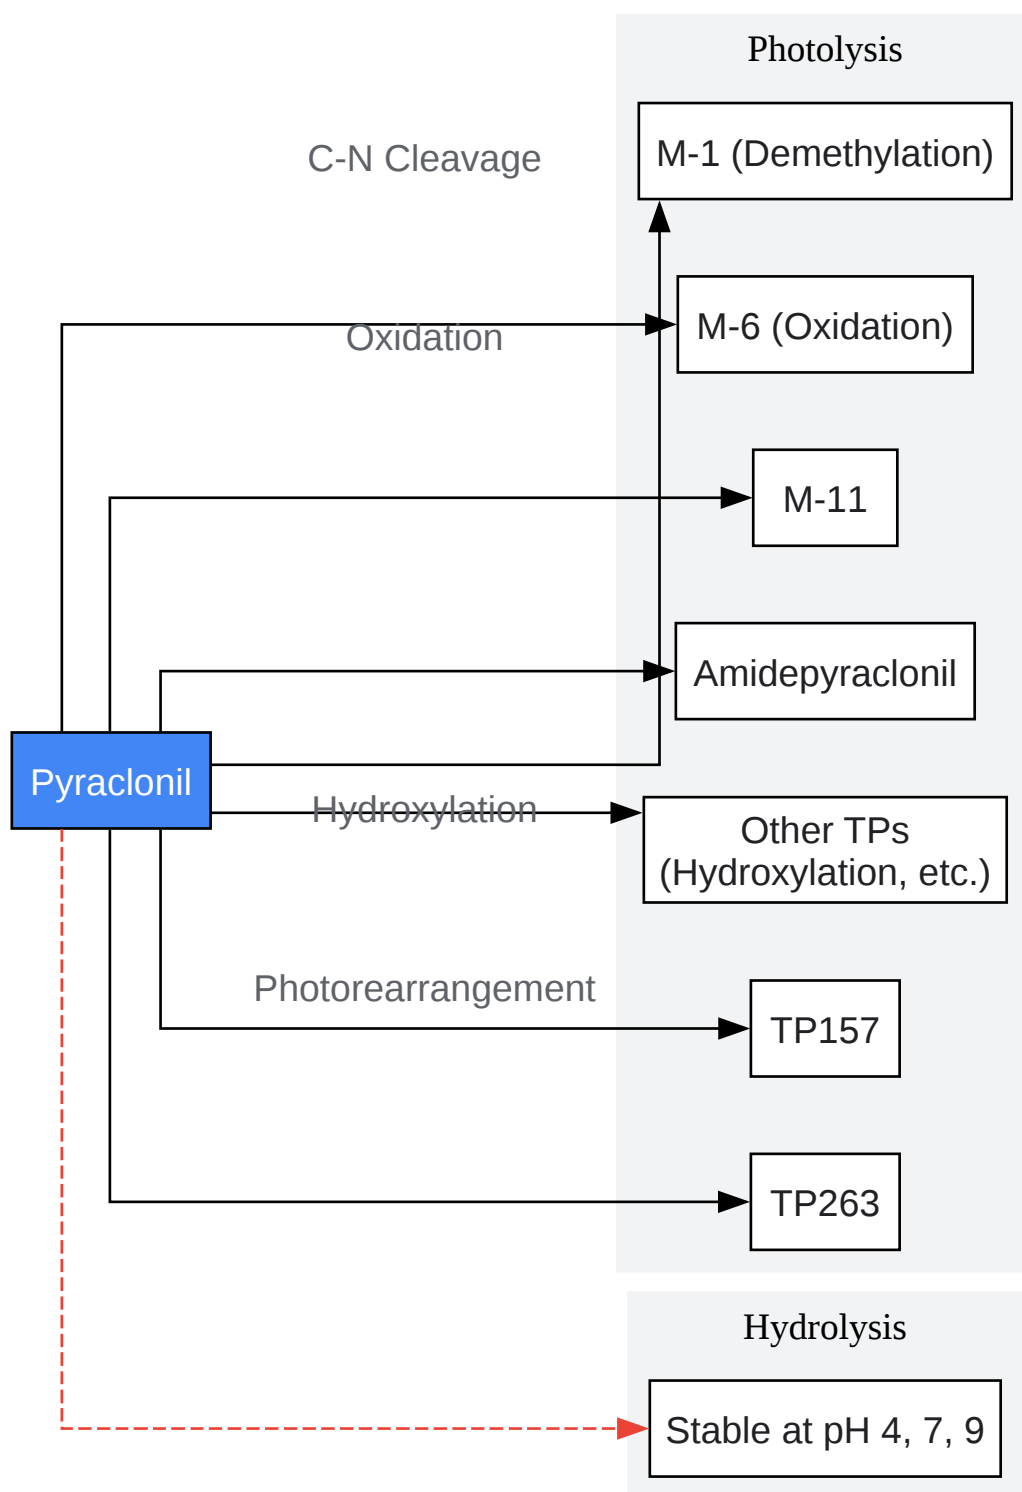 Photolysis
C-N Cleavage
M-1 (Demethylation)
Oxidation
M-6 (Oxidation)
M-11
Amidepyraclonil
Pyraclonil
Hydroxylation
Other TPs
(Hydroxylation, etc.)
Photorearrangement
TP157
TP263
Hydrolysis
Stable at pH 4, 7, 9